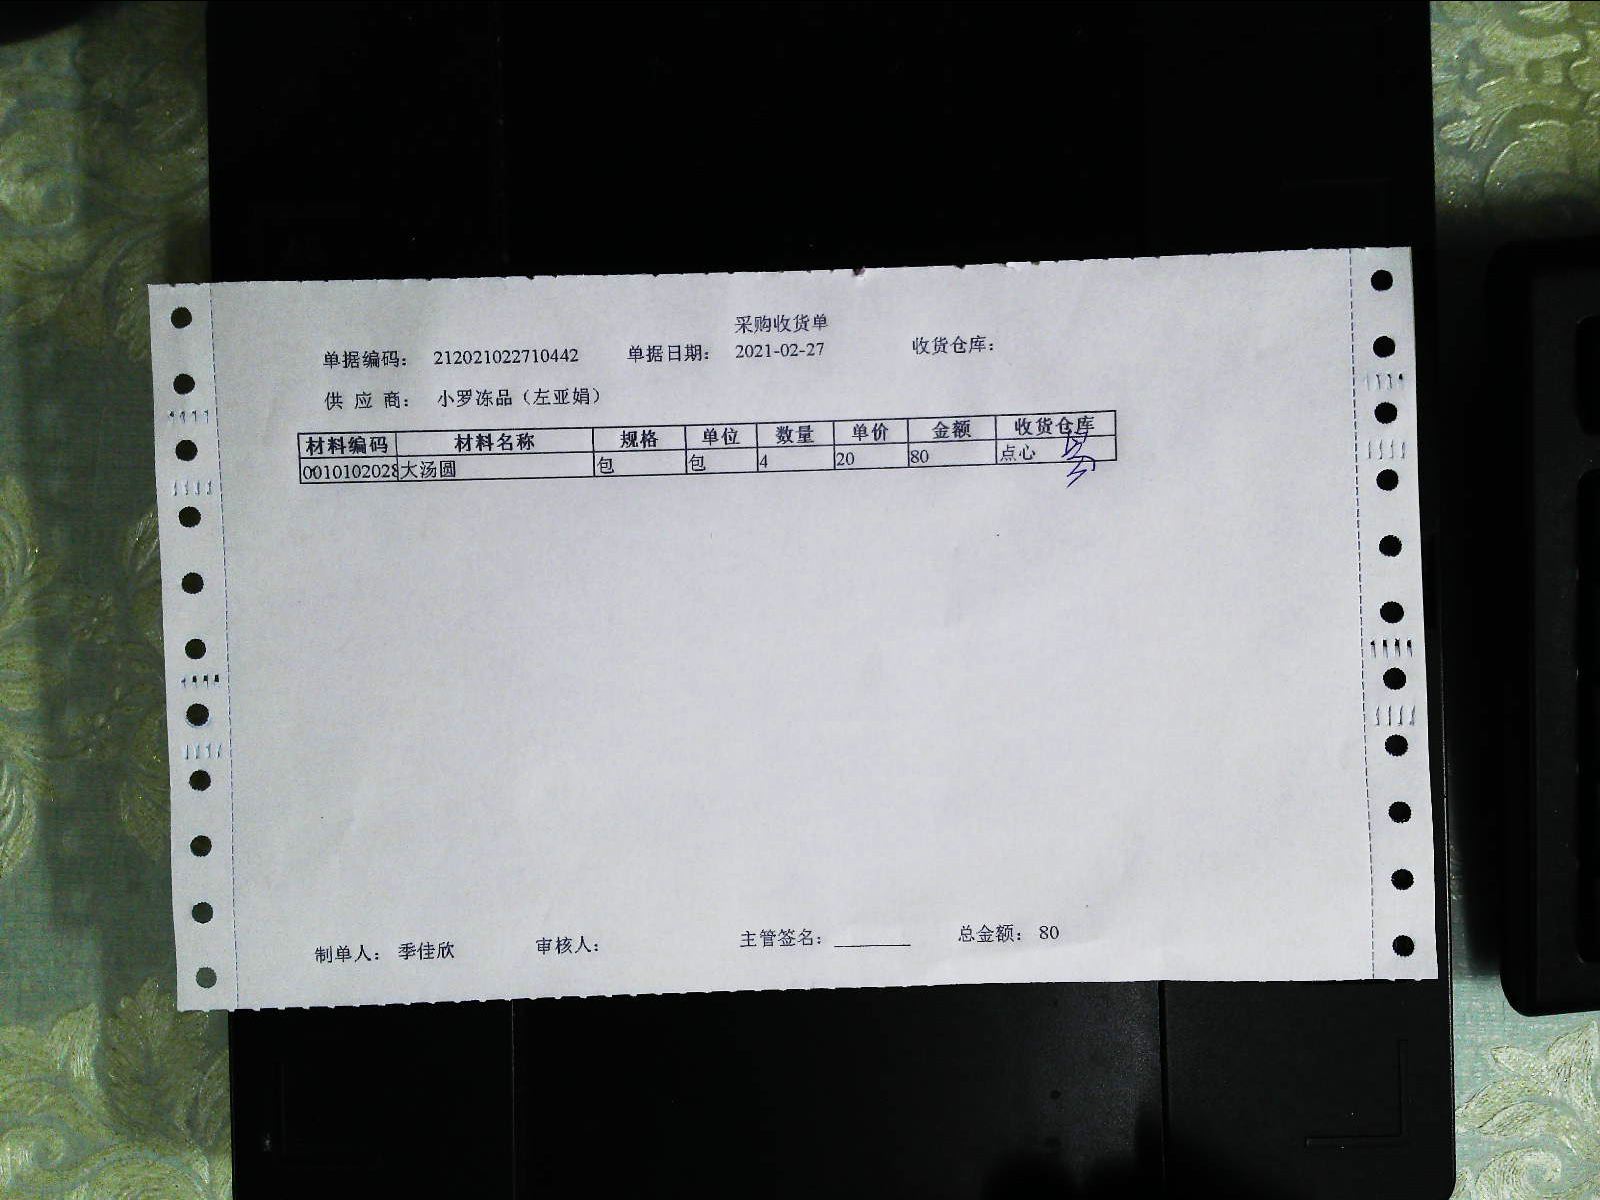 采购收货单
单据编码： 212021022710442 单据日期： 2021-02-27 收货仓库：
供 应 商： 小罗冻品（左亚娟）
材料编码 材料名称 规格 单位 数量 单价 金额 收货仓库
0010102028 大汤圆 包 包 4 20 80 点心
制单人： 季佳欣 审核人： 主管签名： ________ 总金额： 80